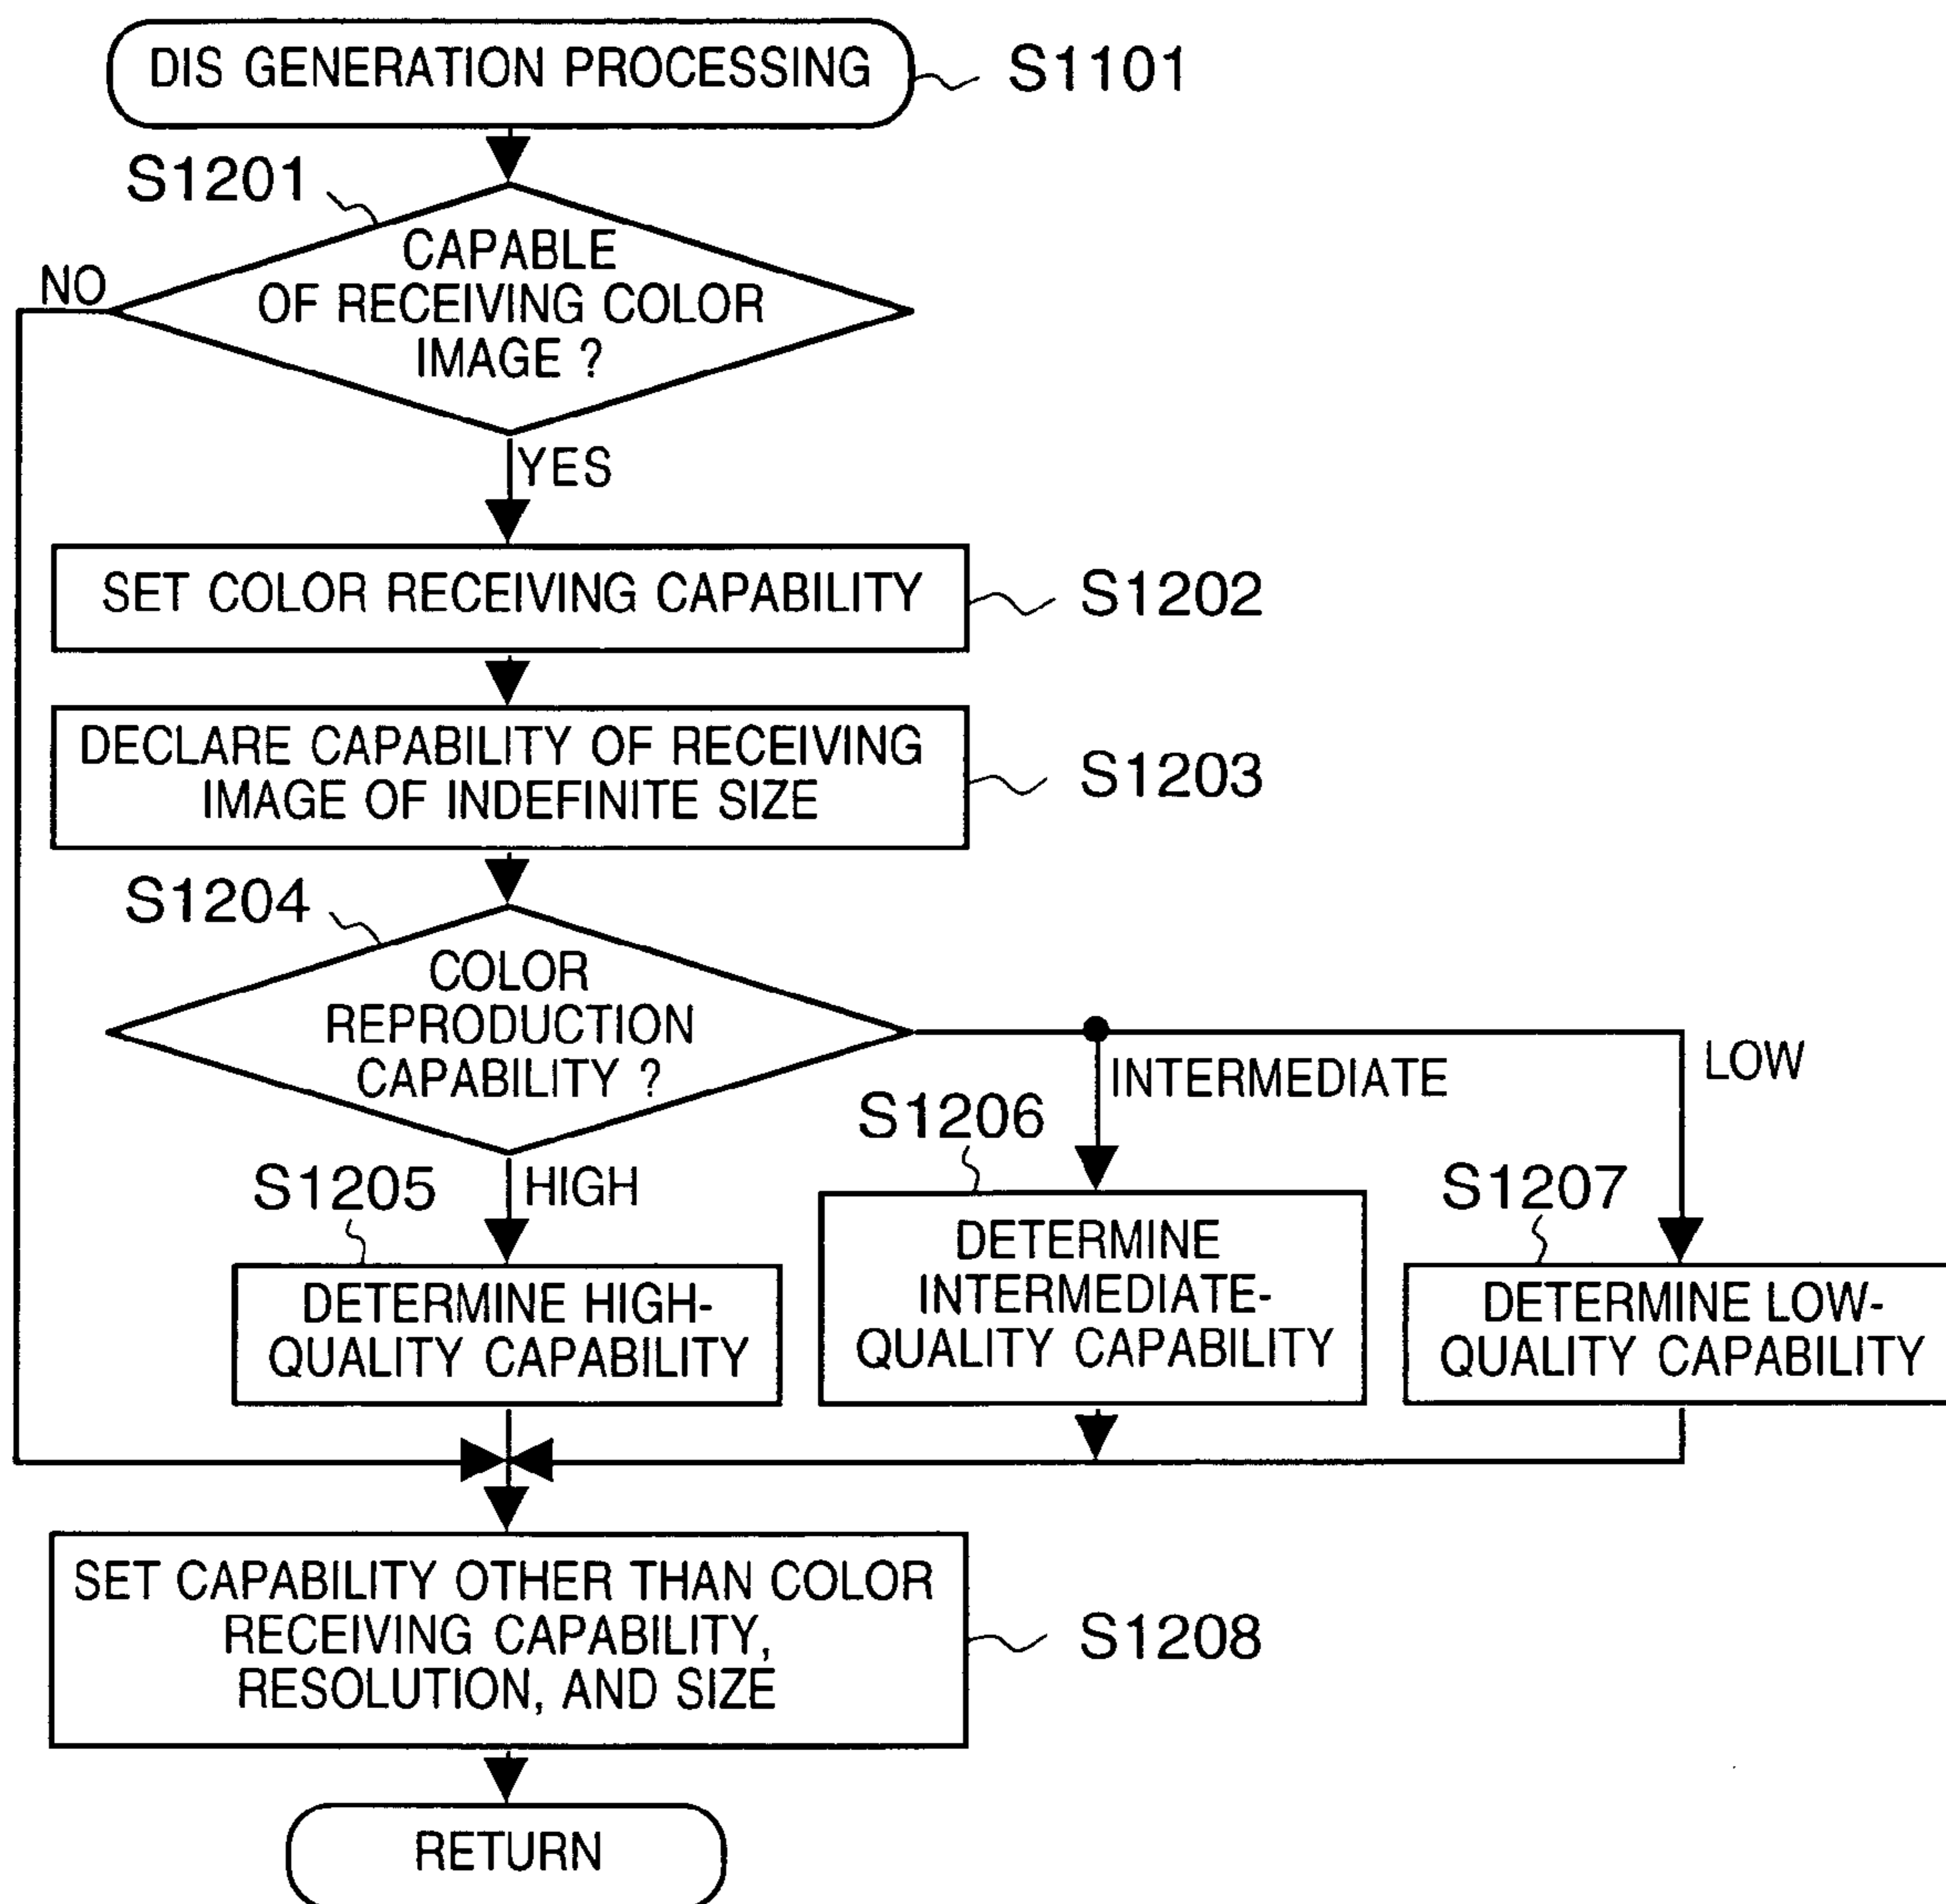 DIS GENERATION PROCESSING
S1101
S1201
CAPABLE
OF RECEIVING COLOR
IMAGE ?
NO
YES
SET COLOR RECEIVING CAPABILITY
S1202
DECLARE CAPABILITY OF RECEIVING
IMAGE OF INDEFINITE SIZE
S1203
S1204
COLOR
REPRODUCTION
CAPABILITY ?
INTERMEDIATE
LOW
HIGH
S1205
DETERMINE HIGH-
QUALITY CAPABILITY
S1206
DETERMINE
INTERMEDIATE-
QUALITY CAPABILITY
S1207
DETERMINE LOW-
QUALITY CAPABILITY
SET CAPABILITY OTHER THAN COLOR
RECEIVING CAPABILITY,
RESOLUTION, AND SIZE
S1208
RETURN